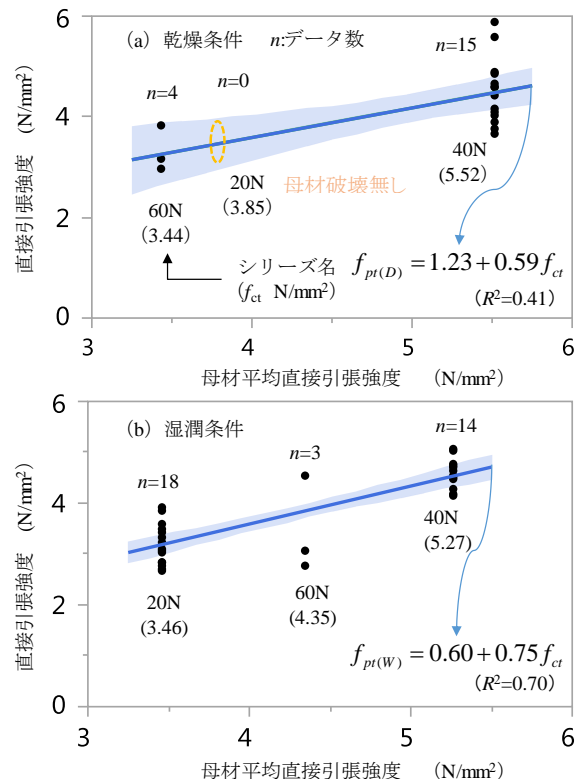 (a) 乾燥条件 n:データ数
直接引張強度 (N/mm²)
6
4
2
0
n=4
n=0
n=15
60N
(3.44)
20N
(3.85)
母材破壊無し
40N
(5.52)
シリーズ名
(fct N/mm²)
fpt(D) = 1.23 + 0.59 fct
(R²=0.41)
3 4 5 6
母材平均直接引張強度 (N/mm²)
(b) 湿潤条件
直接引張強度 (N/mm²)
6
4
2
0
n=18
n=3
n=14
20N
(3.46)
60N
(4.35)
40N
(5.27)
fpt(W) = 0.60 + 0.75 fct
(R²=0.70)
3 4 5 6
母材平均直接引張強度 (N/mm²)